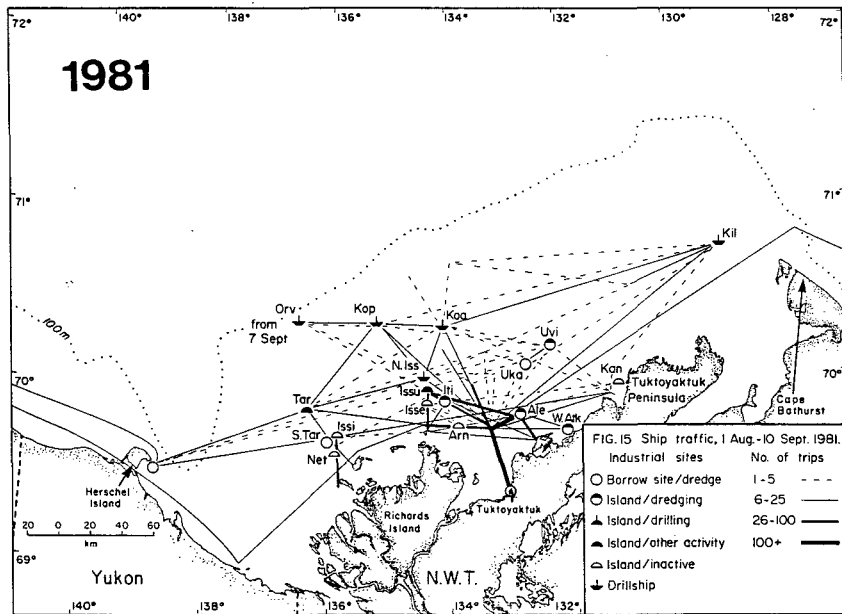 72° 140° 138° 136° 134° 132° 130° 128° 72°
1981
71° 71°
Kil
Orv Kop Koa
from
7 Sept
100m
Uvi
N. Iss
Uka
70° 70°
Kan
Issu Iti
Tuktoyaktuk
Peninsula
Cape
Bathurst
Tar
Isse
Ale
W. Atk
Issi
S. Tar
Arn
Net
Herschel
Island
Richards
Island
Tuktoyaktuk
20 0 20 40 60
km
69°
Yukon
N.W.T.
140° 138° 136° 134° 132°
FIG. 15 Ship traffic, 1 Aug.-10 Sept. 1981.
Industrial sites No. of trips
Borrow site/dredge 1-5
Island/dredging 6-25
Island/drilling 26-100
Island/other activity 100+
Island/inactive
Drillship